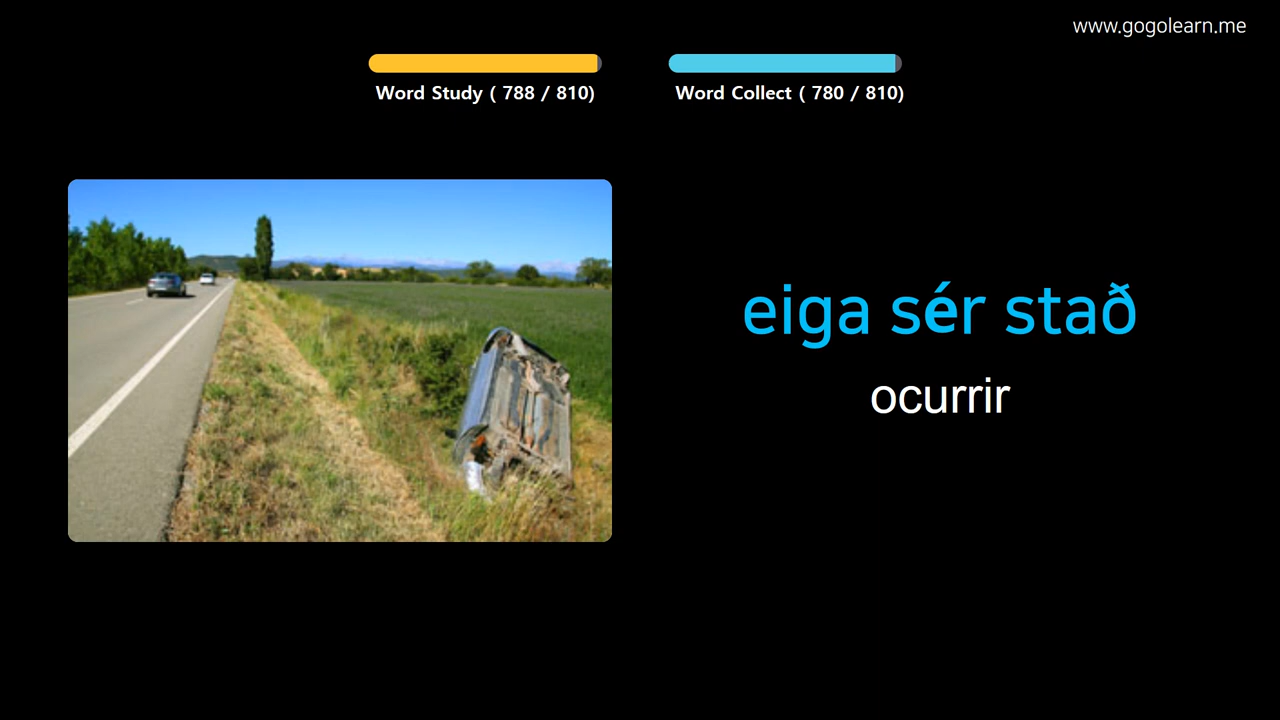 www.gogolearn.me
Word Study ( 788 / 810)
Word Collect ( 780 / 810)
eiga sér stað
ocurrir